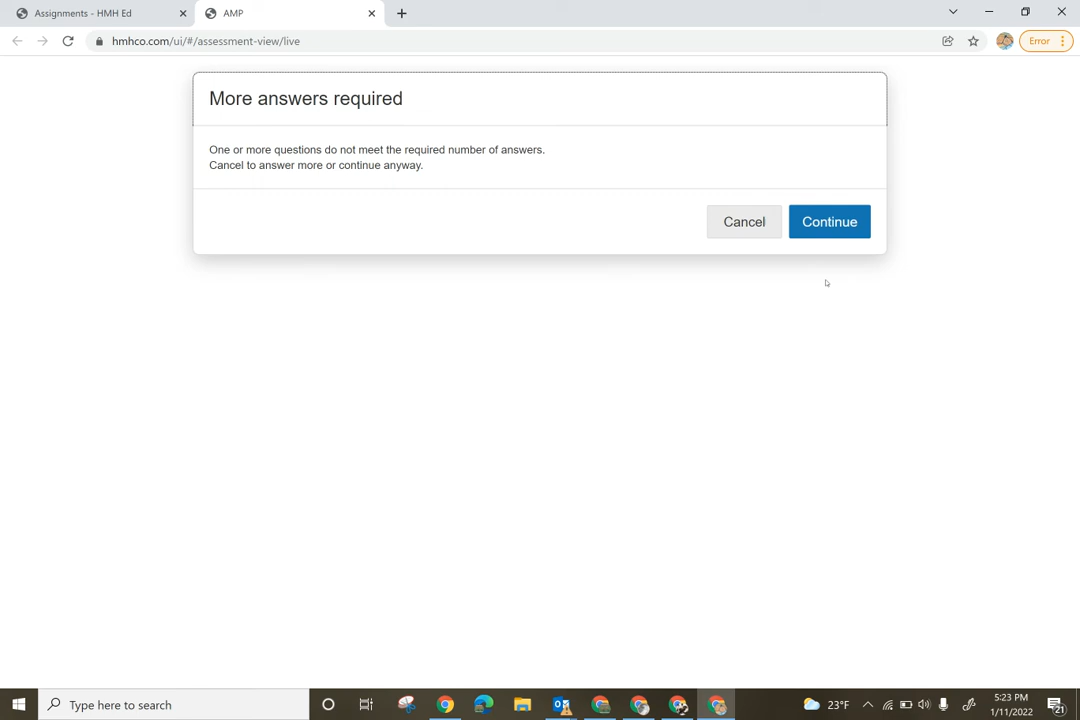 Assignments - HMH Ed
AMP
hmhco.com/ui/#/assessment-view/live
Error
More answers required
One or more questions do not meet the required number of answers.
Cancel to answer more or continue anyway.
Cancel
Continue
Type here to search
23°F
5:23 PM
1/11/2022
21